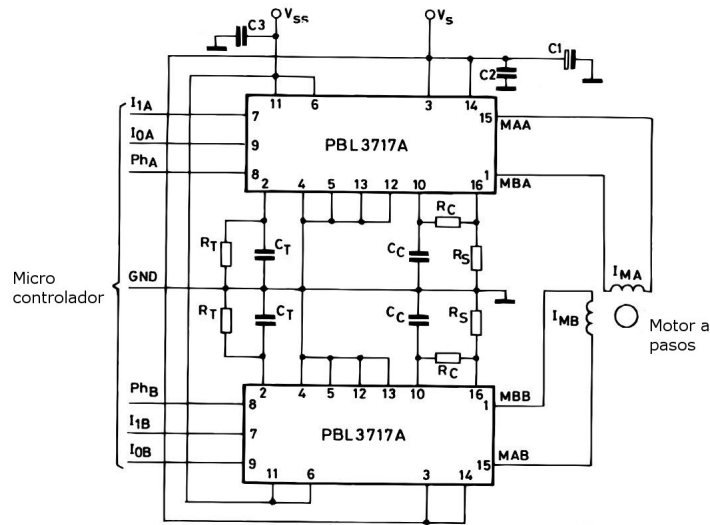 C3
VSS
VS
C1
C2
11 6 3 14
I1A
7
I0A
9
PhA
8
PBL3717A
15
MAA
1
MBA
2 4 5 13 12 10 16
RC
RT
CT
CC
RS
Micro
controlador
GND
RT
CT
CC
RS
RC
IMA
IMB
Motor a
pasos
2 4 5 12 13 10 16
PhB
8
I1B
7
I0B
9
PBL3717A
1
MBB
15
MAB
11 6 3 14